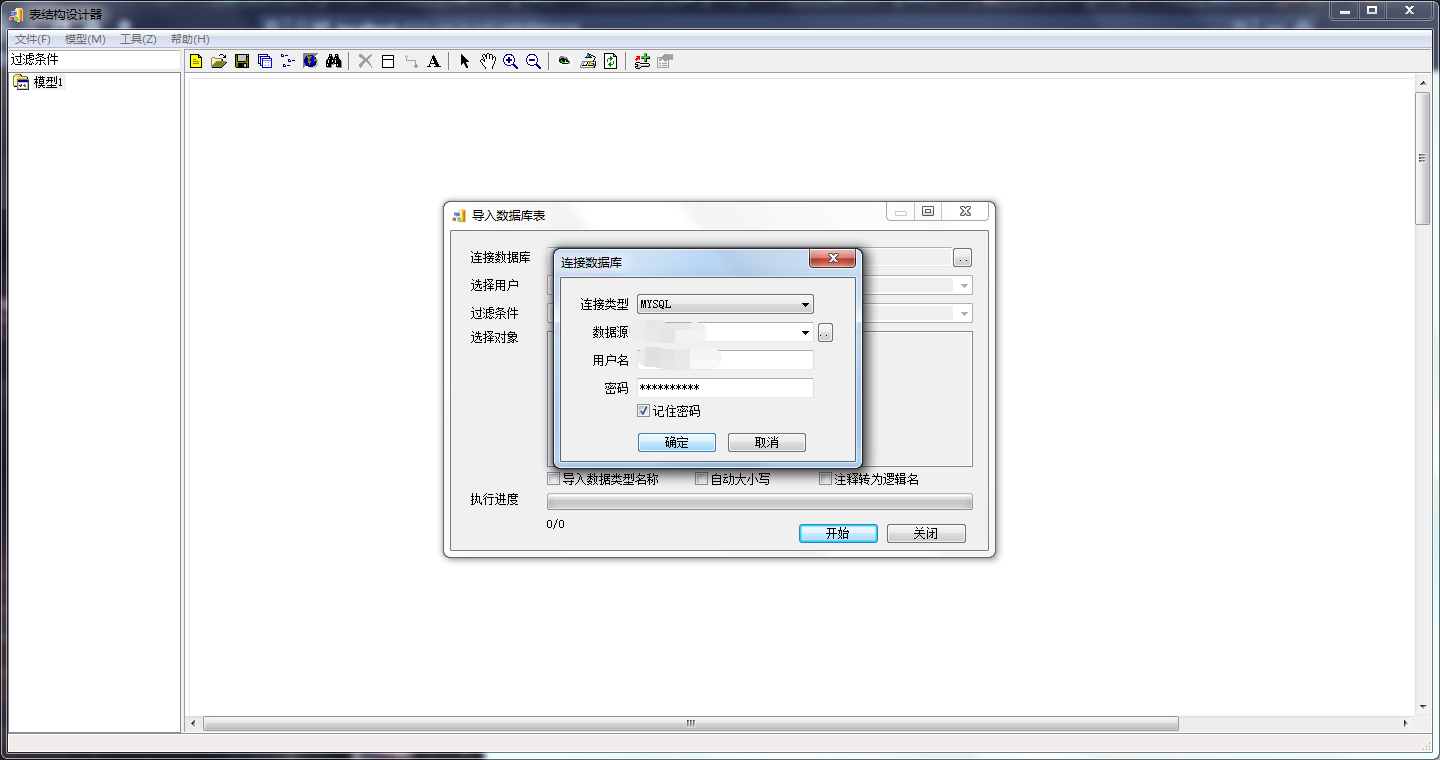 表结构设计器
文件(F) 模型(M) 工具(Z) 帮助(H)
过滤条件
模型1
A
导入数据库表
连接数据库
..
选择用户
过滤条件
选择对象
连接数据库
连接类型 MYSQL
数据源
..
用户名
密码 **********
记住密码
确定 取消
导入数据类型名称 自动大小写 注释转为逻辑名
执行进度
0/0
开始 关闭